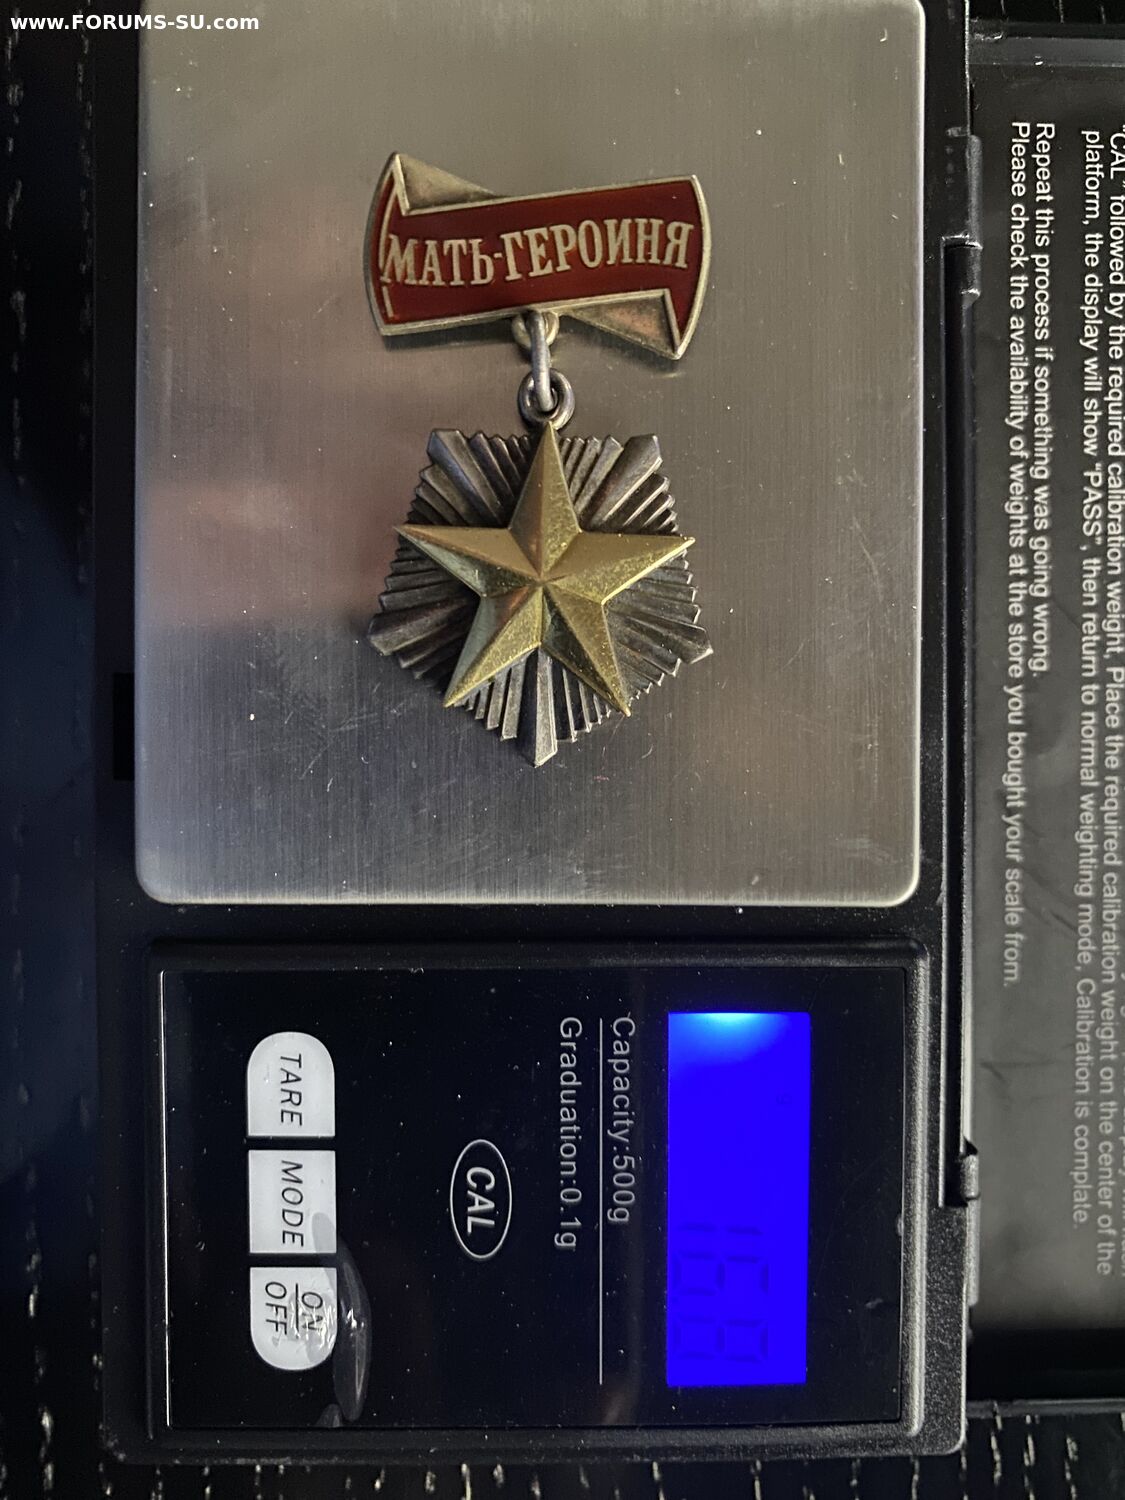 www.FORUMS-SU.com
МАТЬ-ГЕРОИНЯ
"CAL" followed by the required calibration weight, Place the required calibration weight on the center of the
platform, the display will show "PASS", then return to normal weighting mode, Calibration is complate.
Repeat this process if something was going wrong.
Please check the availability of weights at the store you bought your scale from.
Capacity:500g
Graduation:0.1g
CAL
TARE
MODE
ON
OFF